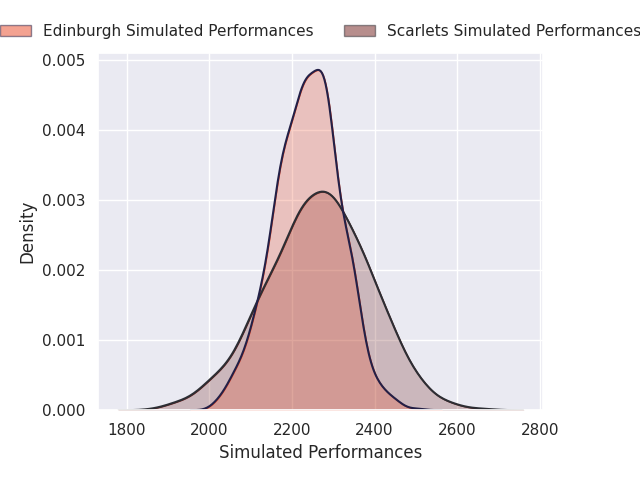 Edinburgh Simulated Performances Scarlets Simulated Performances
0.005
0.004
0.003
0.002
0.001
0.000
Density
1800 2000 2200 2400 2600 2800
Simulated Performances